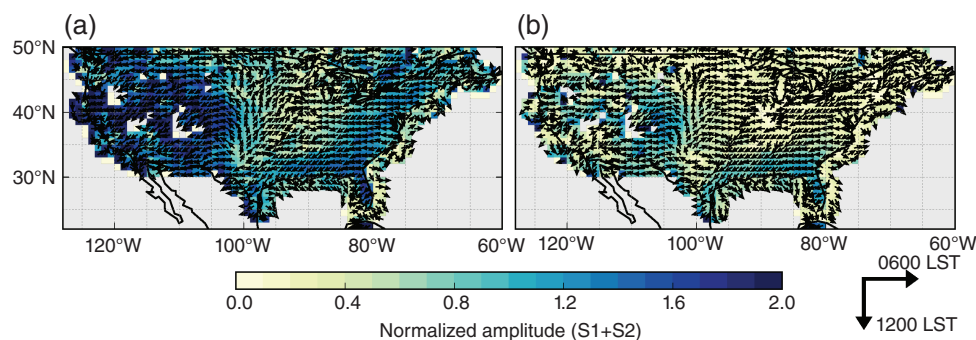 (a) (b)
50°N
40°N
30°N
120°W 100°W 80°W 60°W 120°W 100°W 80°W 60°W
0600 LST
0.0 0.4 0.8 1.2 1.6 2.0
1200 LST
Normalized amplitude (S1+S2)